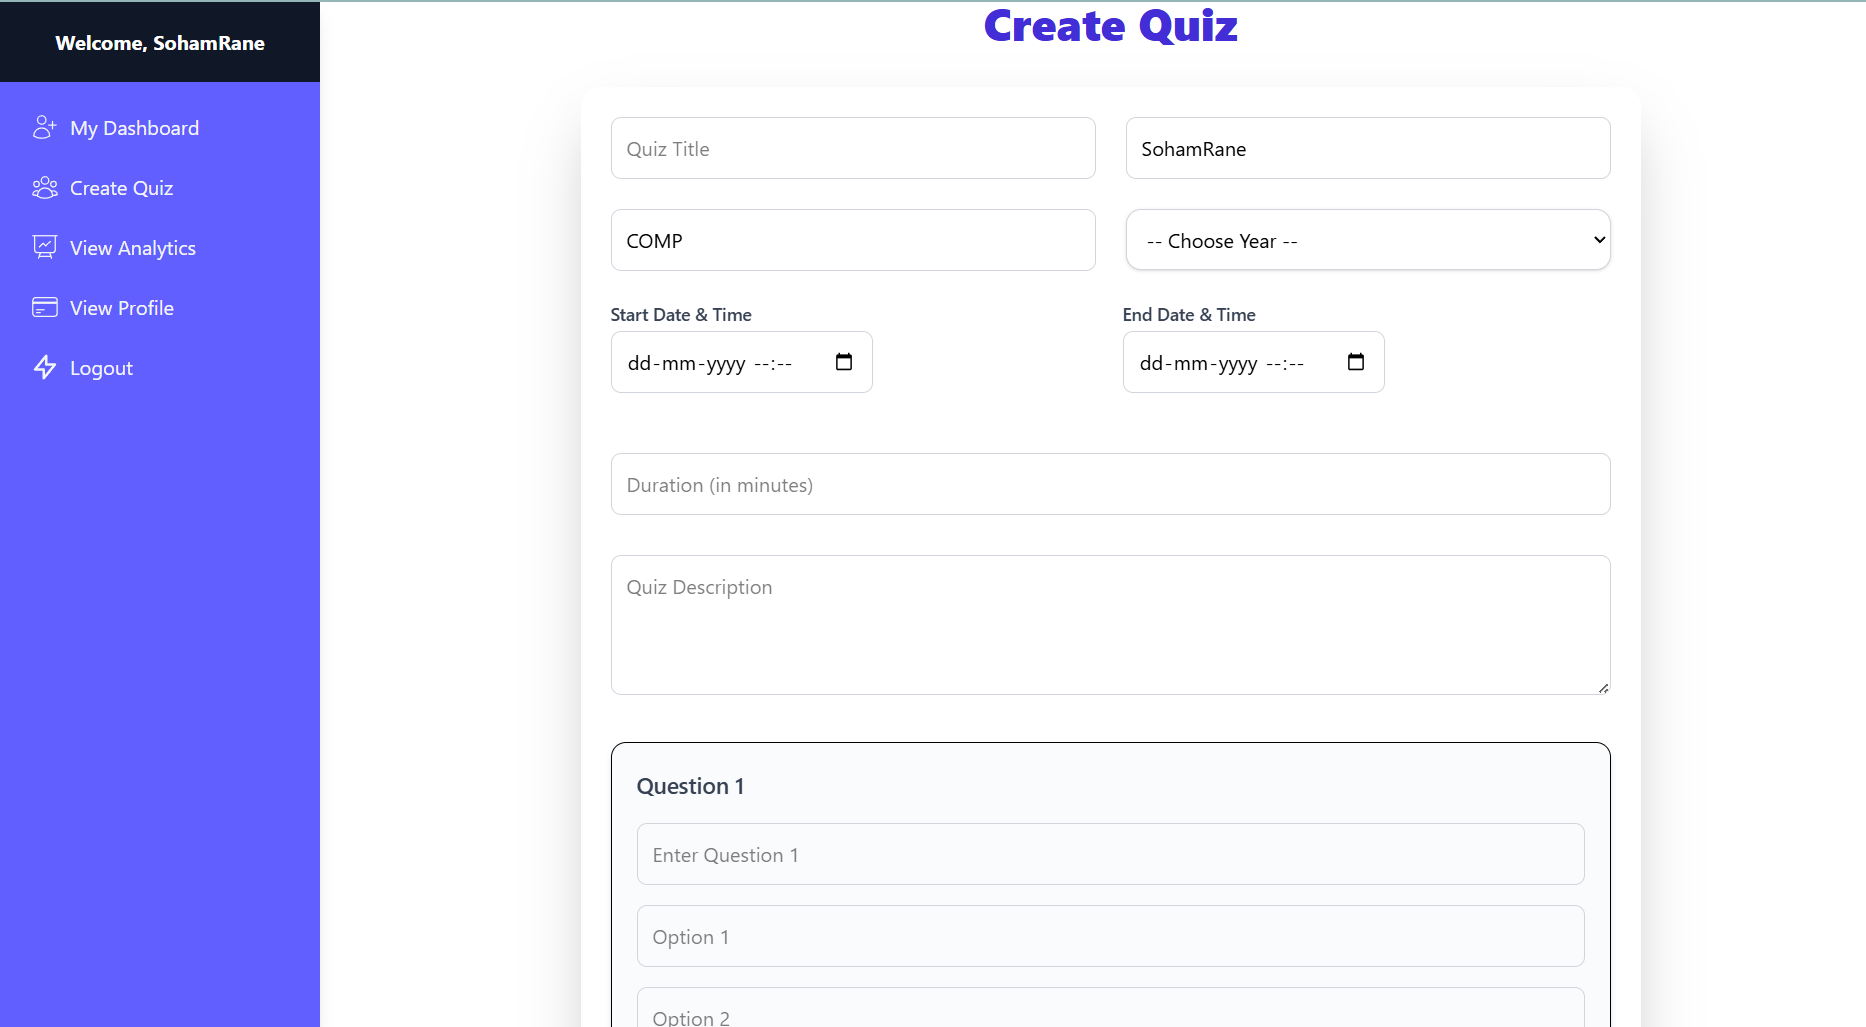 Welcome, SohamRane
My Dashboard
Create Quiz
View Analytics
View Profile
Logout
Create Quiz
Quiz Title
SohamRane
COMP
-- Choose Year --
Start Date & Time
End Date & Time
dd-mm-yyyy --:--
dd-mm-yyyy --:--
Duration (in minutes)
Quiz Description
Question 1
Enter Question 1
Option 1
Option 2